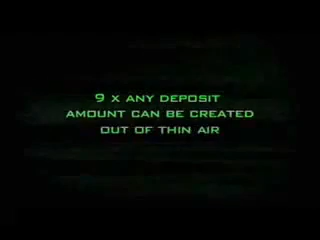 9 X ANY DEPOSIT
AMOUNT CAN BE CREATED
OUT OF THIN AIR